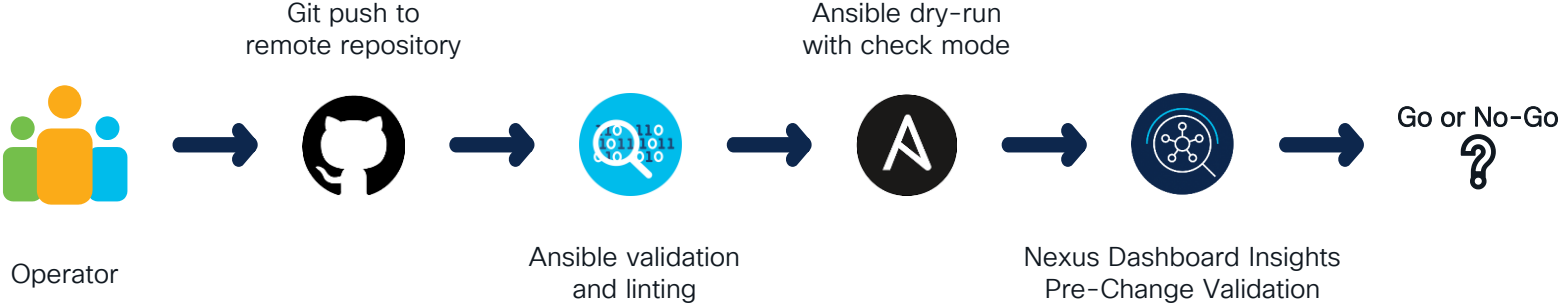 Git push to
remote repository
Ansible dry-run
with check mode
Go or No-Go
?
Operator
Ansible validation
and linting
Nexus Dashboard Insights
Pre-Change Validation